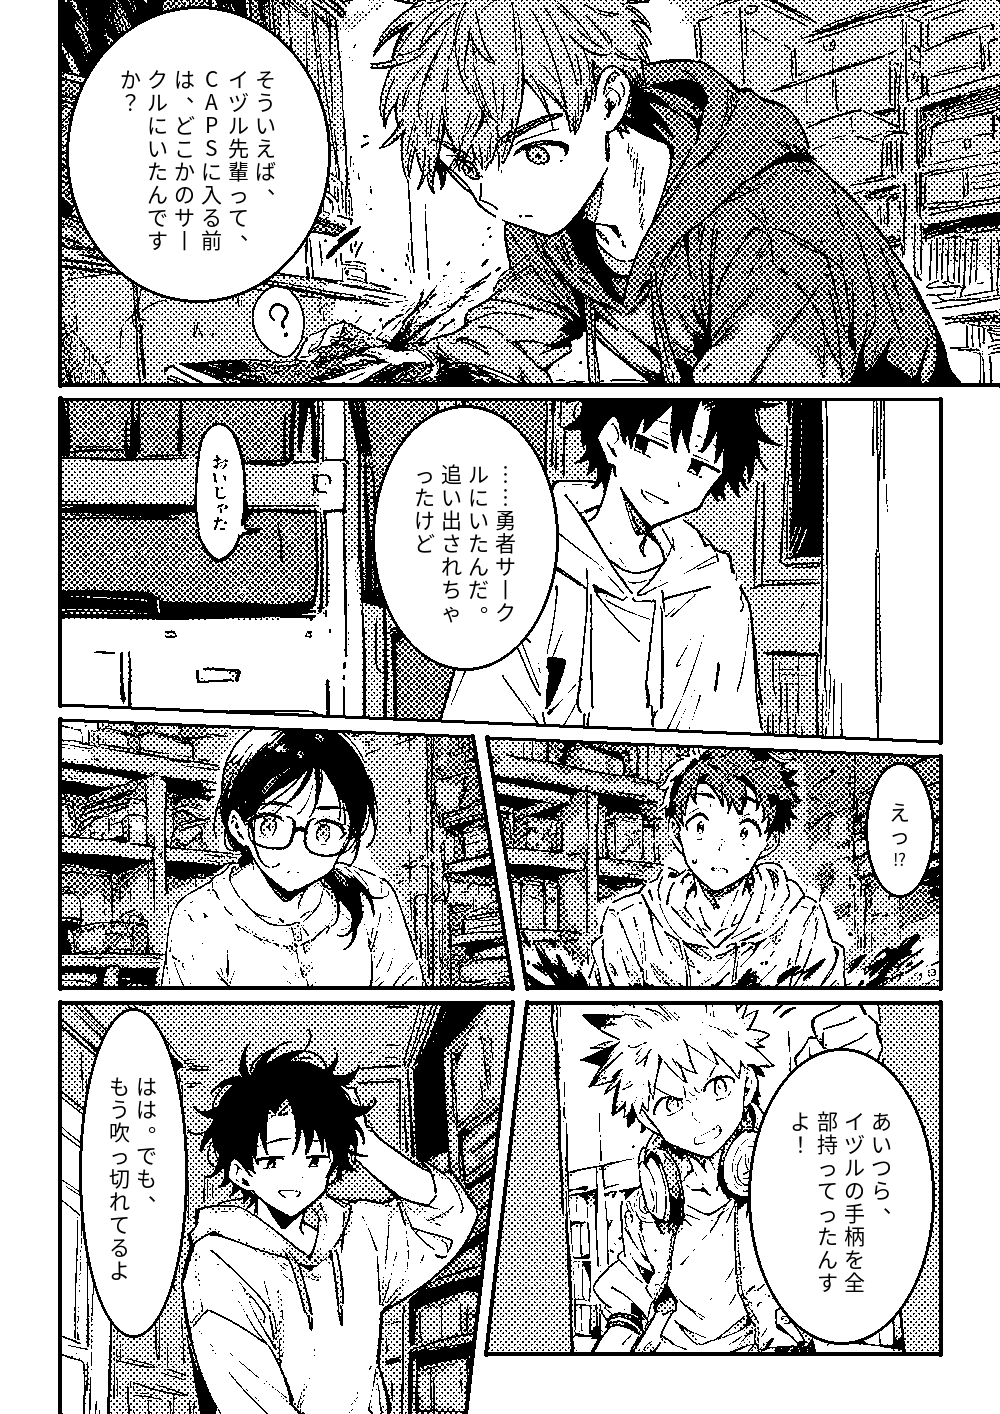 そういえば、
イヅル先輩って、
CAPSに入る前
は、どこかのサー
クルにいたんです
か？
？
……勇者サーク
ルにいたんだ。
追い出されちゃ
ったけど
おいじゃた
えっ!?
あいつら、
イヅルの手柄を全
部持ってったんす
よ！
はは。でも、
もう吹っ切れてるよ